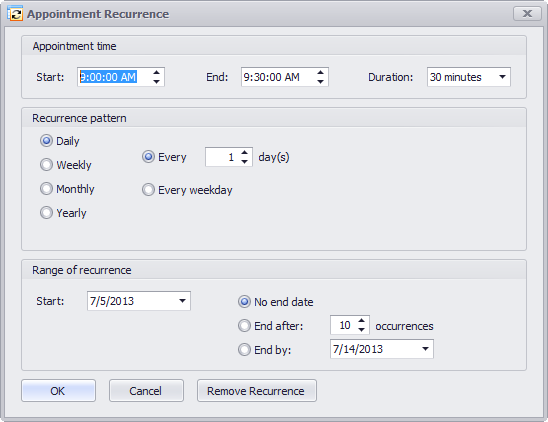 Appointment Recurrence
Appointment time
Start: 9:00:00 AM End: 9:30:00 AM Duration: 30 minutes
Recurrence pattern
Daily
Every 1 day(s)
Weekly
Monthly
Every weekday
Yearly
Range of recurrence
Start: 7/5/2013 No end date
End after: 10 occurrences
End by: 7/14/2013
OK Cancel Remove Recurrence